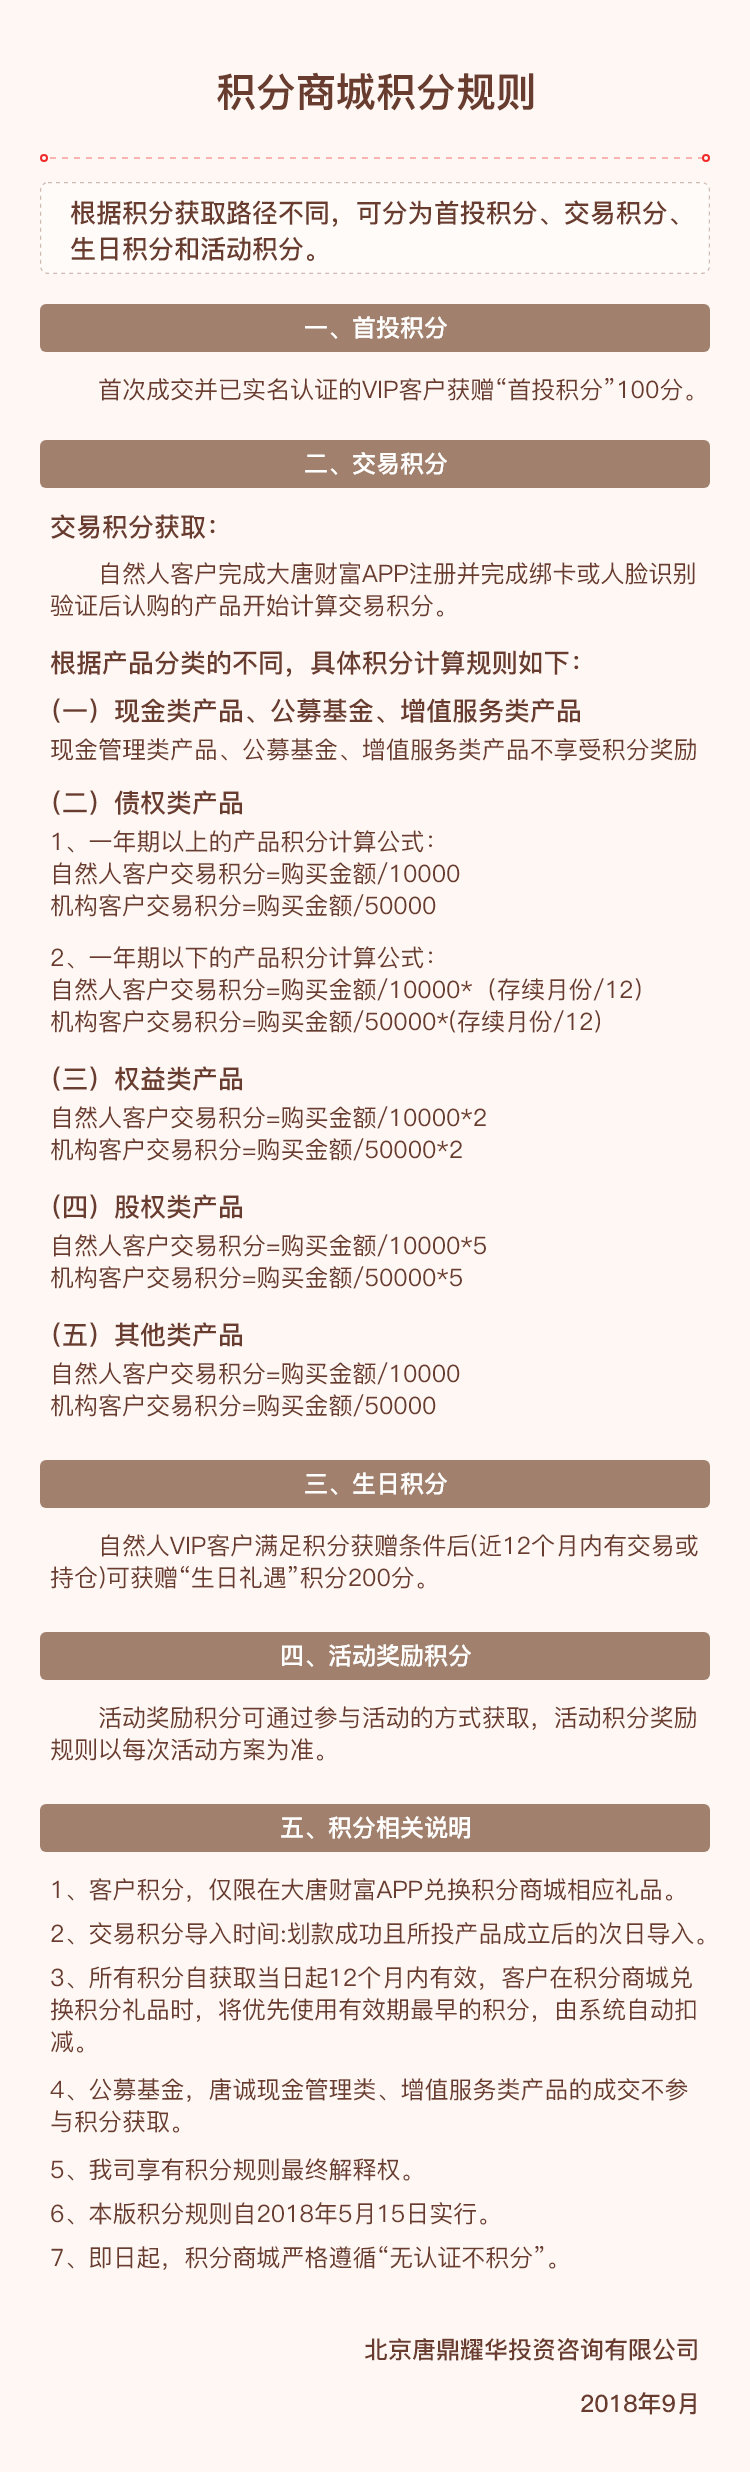 积分商城积分规则
根据积分获取路径不同，可分为首投积分、交易积分、
生日积分和活动积分。
一、首投积分
首次成交并已实名认证的VIP客户获赠“首投积分”100分。
二、交易积分
交易积分获取：
自然人客户完成大唐财富APP注册并完成绑卡或人脸识别
验证后认购的产品开始计算交易积分。
根据产品分类的不同，具体积分计算规则如下：
（一）现金类产品、公募基金、增值服务类产品
现金管理类产品、公募基金、增值服务类产品不享受积分奖励
（二）债权类产品
1、一年期以上的产品积分计算公式：
自然人客户交易积分=购买金额/10000
机构客户交易积分=购买金额/50000
2、一年期以下的产品积分计算公式：
自然人客户交易积分=购买金额/10000*（存续月份/12）
机构客户交易积分=购买金额/50000*(存续月份/12)
（三）权益类产品
自然人客户交易积分=购买金额/10000*2
机构客户交易积分=购买金额/50000*2
（四）股权类产品
自然人客户交易积分=购买金额/10000*5
机构客户交易积分=购买金额/50000*5
（五）其他类产品
自然人客户交易积分=购买金额/10000
机构客户交易积分=购买金额/50000
三、生日积分
自然人VIP客户满足积分获赠条件后(近12个月内有交易或
持仓)可获赠“生日礼遇”积分200分。
四、活动奖励积分
活动奖励积分可通过参与活动的方式获取，活动积分奖励
规则以每次活动方案为准。
五、积分相关说明
1、客户积分，仅限在大唐财富APP兑换积分商城相应礼品。
2、交易积分导入时间:划款成功且所投产品成立后的次日导入。
3、所有积分自获取当日起12个月内有效，客户在积分商城兑
换积分礼品时，将优先使用有效期最早的积分，由系统自动扣
减。
4、公募基金，唐诚现金管理类、增值服务类产品的成交不参
与积分获取。
5、我司享有积分规则最终解释权。
6、本版积分规则自2018年5月15日实行。
7、即日起，积分商城严格遵循“无认证不积分”。
北京唐鼎耀华投资咨询有限公司
2018年9月